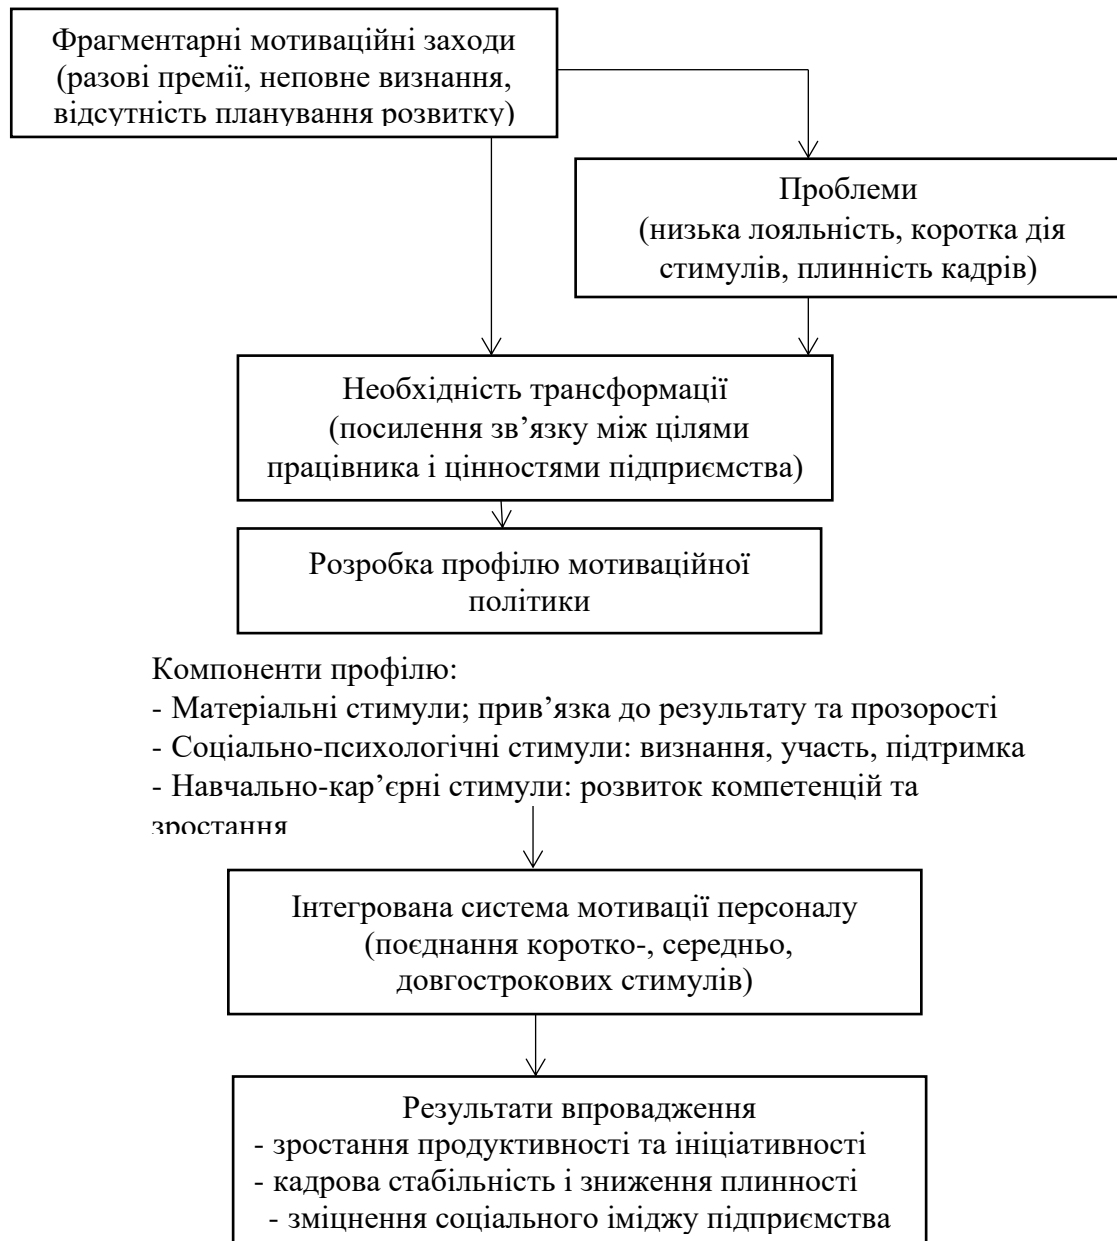 Фрагментарні мотиваційні заходи
(разові премії, неповне визнання,
відсутність планування розвитку)
Проблеми
(низька лояльність, коротка дія
стимулів, плинність кадрів)
Необхідність трансформації
(посилення зв’язку між цілями
працівника і цінностями підприємства)
Розробка профілю мотиваційної
політики
Компоненти профілю:
- Матеріальні стимули; прив’язка до результату та прозорості
- Соціально-психологічні стимули: визнання, участь, підтримка
- Навчально-кар’єрні стимули: розвиток компетенцій та
зростання
Інтегрована система мотивації персоналу
(поєднання коротко-, середньо,
довгострокових стимулів)
Результати впровадження
- зростання продуктивності та ініціативності
- кадрова стабільність і зниження плинності
- зміцнення соціального іміджу підприємства